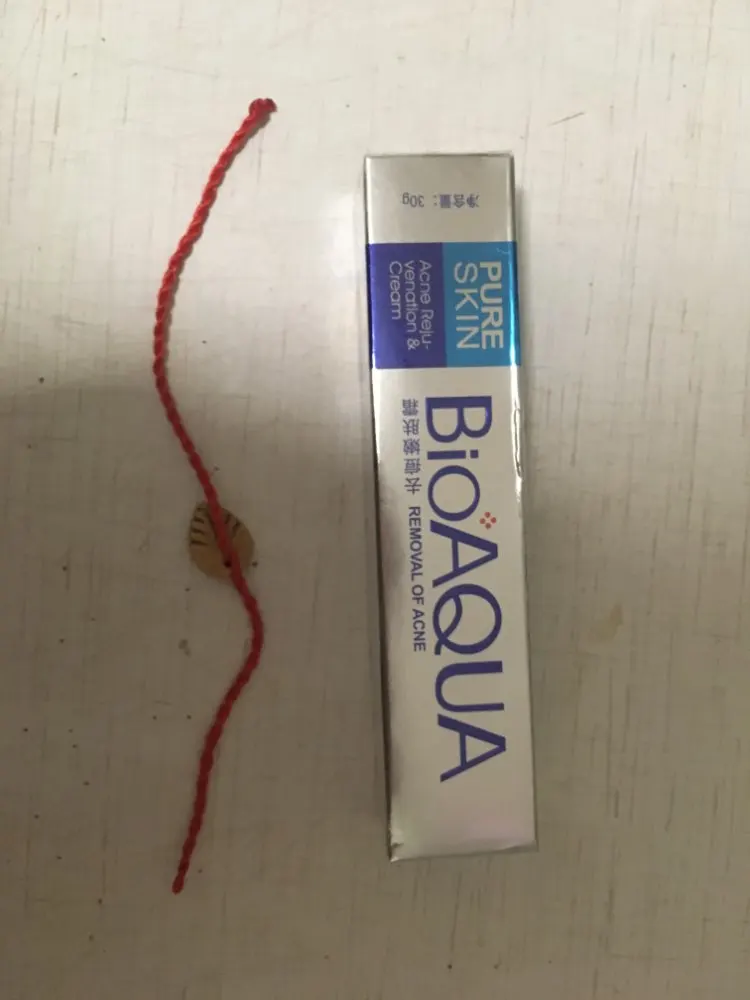 净含量：30g
PURE
SKIN
Acne Reju-
venation &
Cream
BIOAQUA
REMOVAL OF ACNE